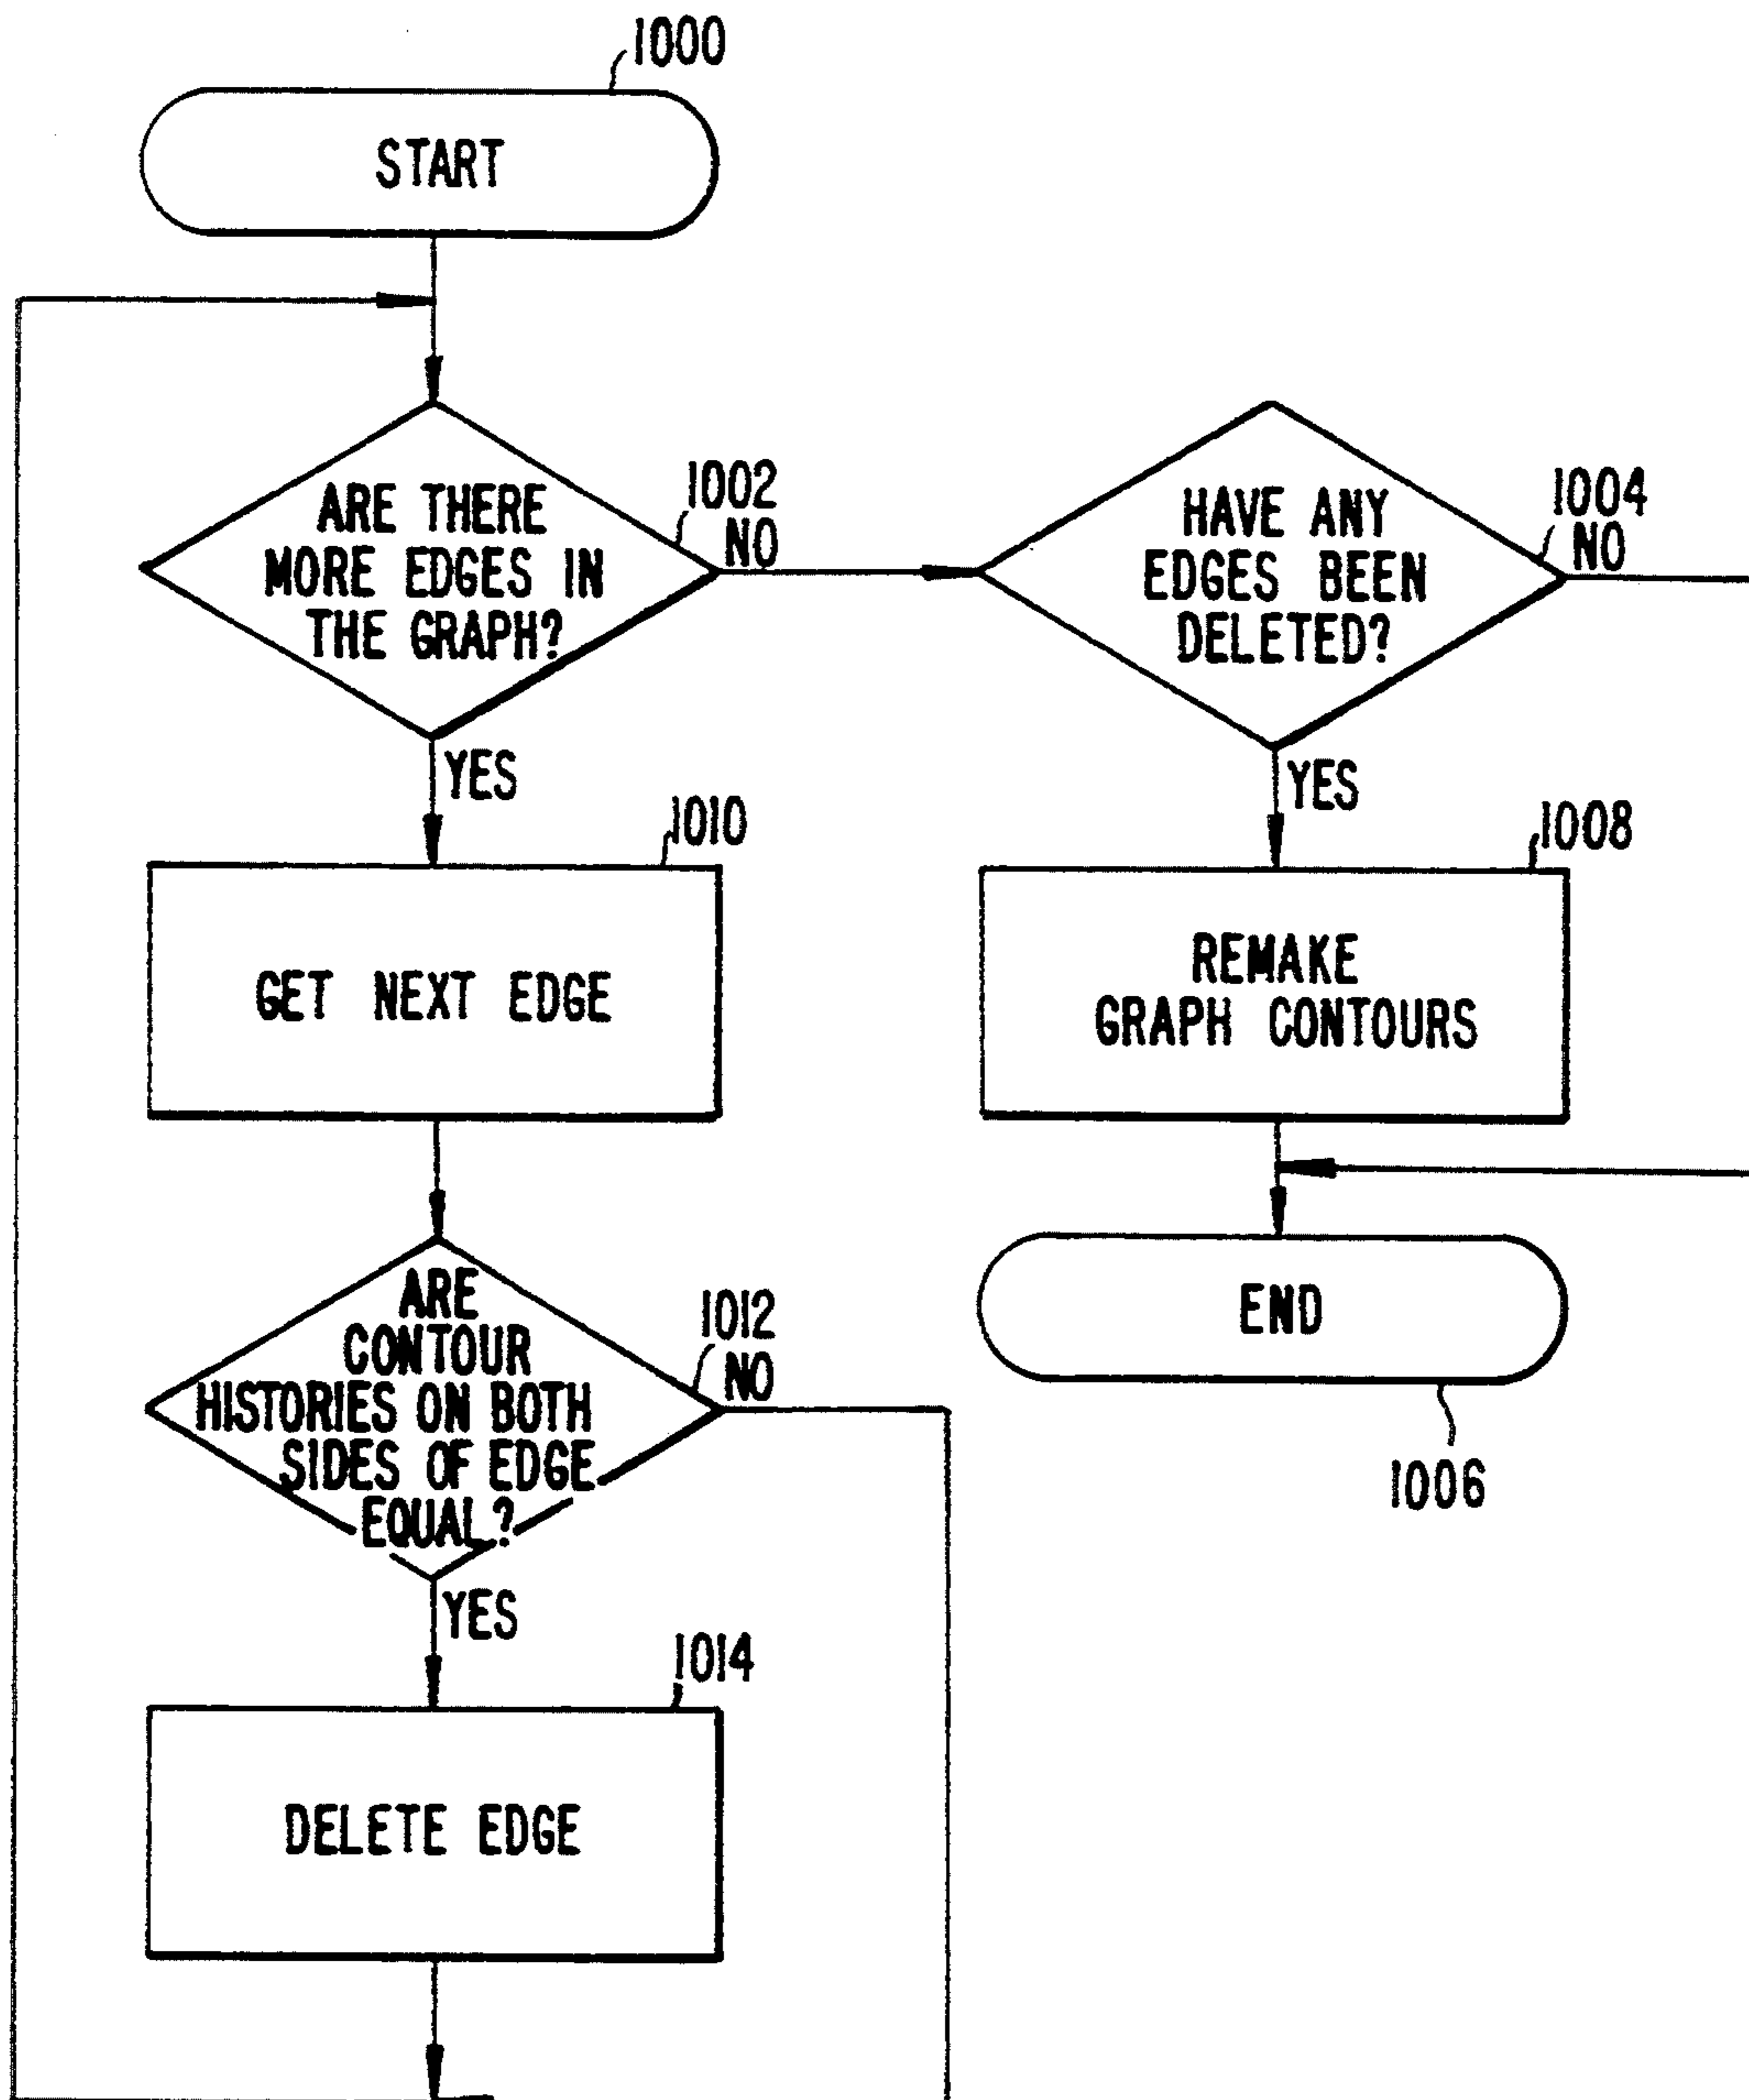 1000
START
1002
ARE THERE
MORE EDGES IN
THE GRAPH?
NO
YES
1004
HAVE ANY
EDGES BEEN
DELETED?
NO
YES
1010
GET NEXT EDGE
1008
REMAKE
GRAPH CONTOURS
1012
ARE
CONTOUR
HISTORIES ON BOTH
SIDES OF EDGE
EQUAL?
NO
YES
END
1006
1014
DELETE EDGE